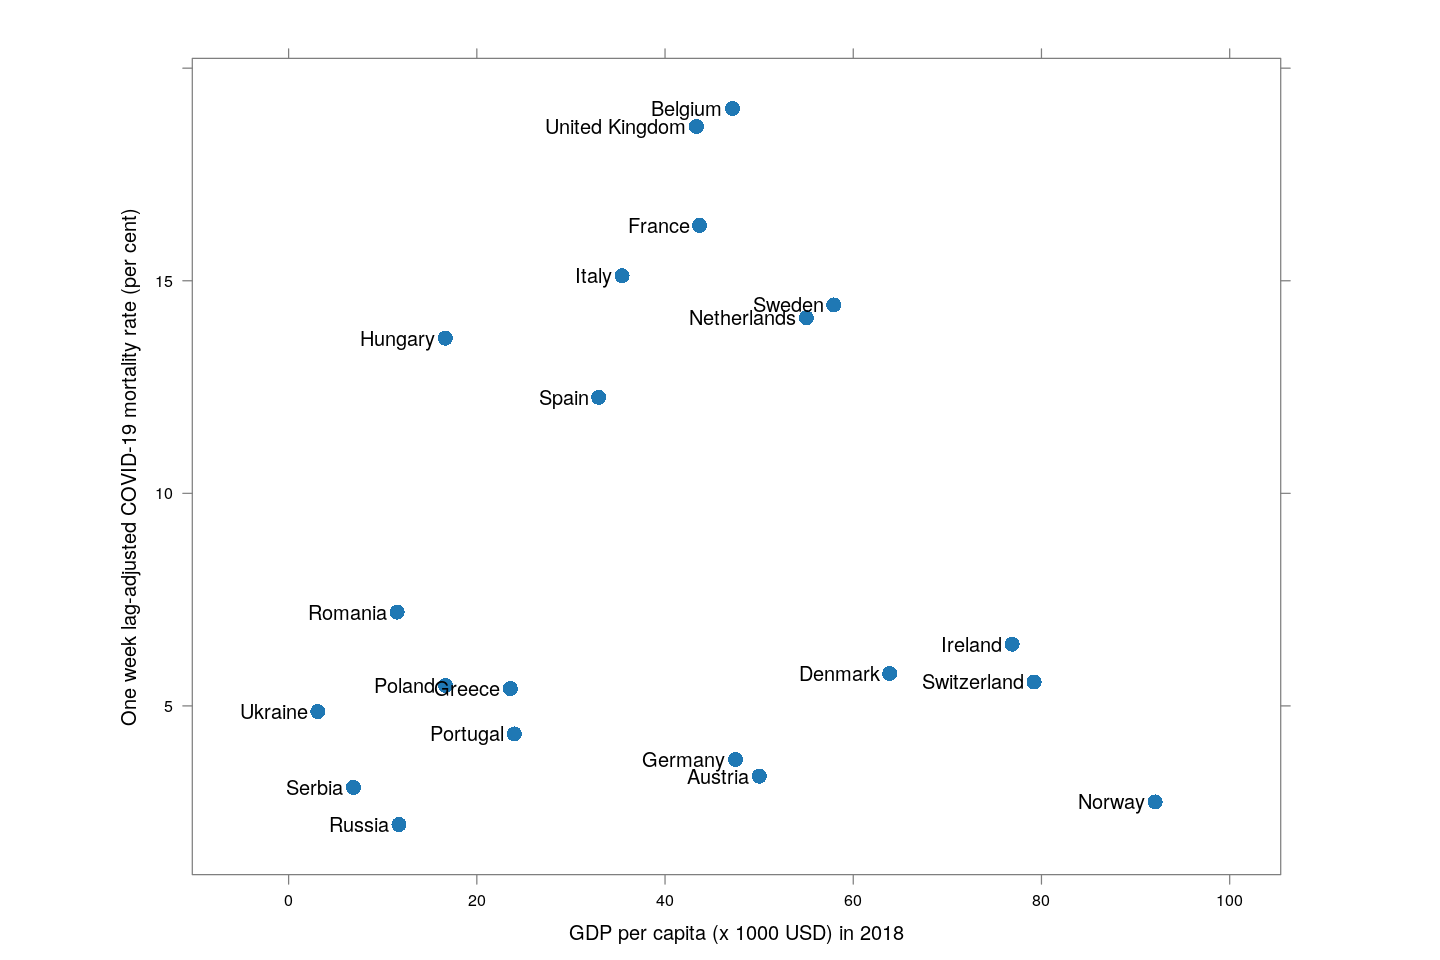 Belgium
United Kingdom
France
Italy
Sweden
Netherlands
Hungary
Spain
Romania
Ireland
Denmark
Switzerland
Poland
Greece
Ukraine
Portugal
Germany
Austria
Serbia
Norway
Russia
One week lag-adjusted COVID-19 mortality rate (per cent)
15
10
5
0 20 40 60 80 100
GDP per capita (x 1000 USD) in 2018